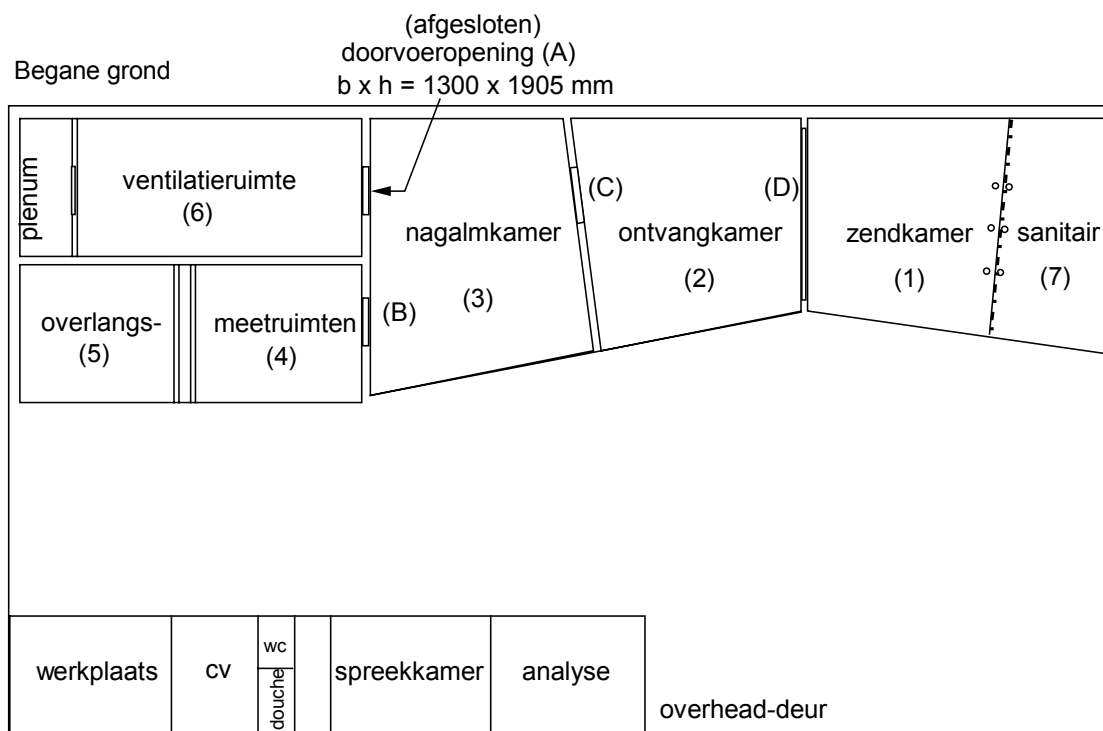 (afgesloten)
doorvoeropening (A)
b x h = 1300 x 1905 mm
Begane grond
plenum
ventilatieruimte
(6)
nagalmkamer
(3)
(C)
ontvangkamer
(2)
(D)
zendkamer
(1)
sanitair
(7)
overlangs-
(5)
meetruimten
(4)
(B)
werkplaats
cv
wc
douche
spreekkamer
analyse
overhead-deur